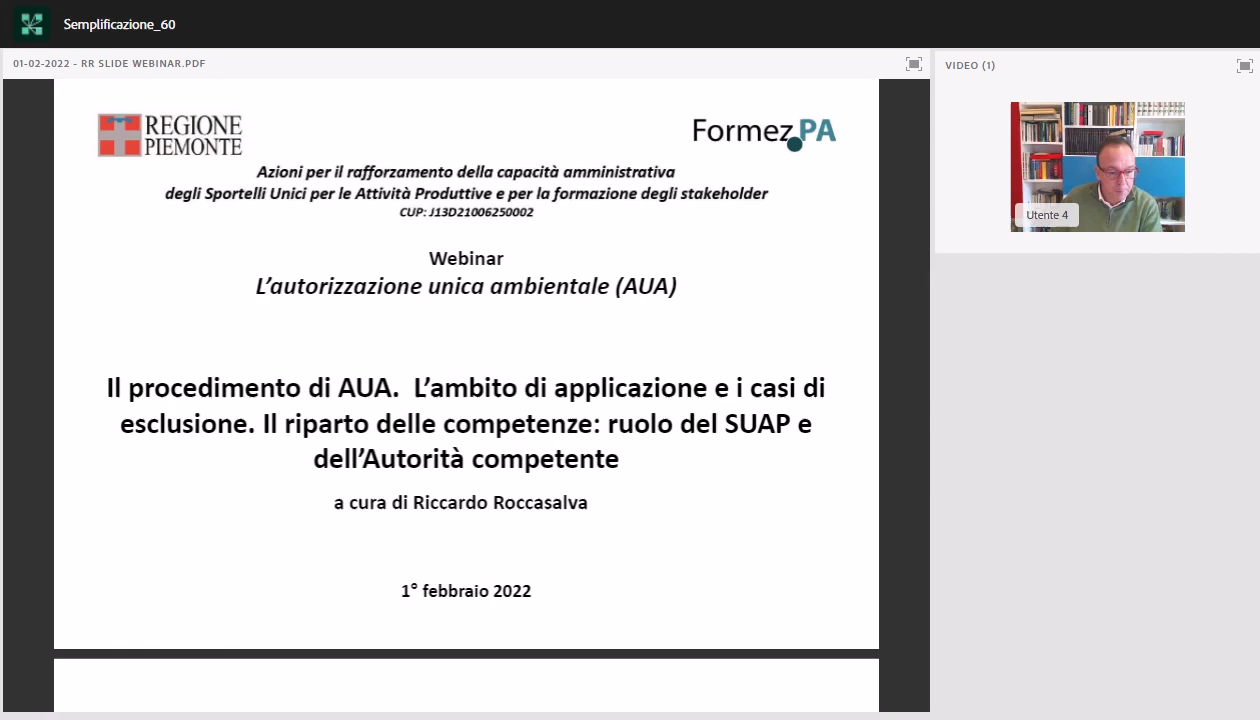 Semplificazione_60
01-02-2022 - RR SLIDE WEBINAR.PDF
VIDEO (1)
REGIONE
PIEMONTE
Formez PA
Azioni per il rafforzamento della capacità amministrativa
degli Sportelli Unici per le Attività Produttive e per la formazione degli stakeholder
CUP: J13D21006250002
Webinar
L’autorizzazione unica ambientale (AUA)
Il procedimento di AUA. L’ambito di applicazione e i casi di
esclusione. Il riparto delle competenze: ruolo del SUAP e
dell’Autorità competente
a cura di Riccardo Roccasalva
1° febbraio 2022
Utente 4